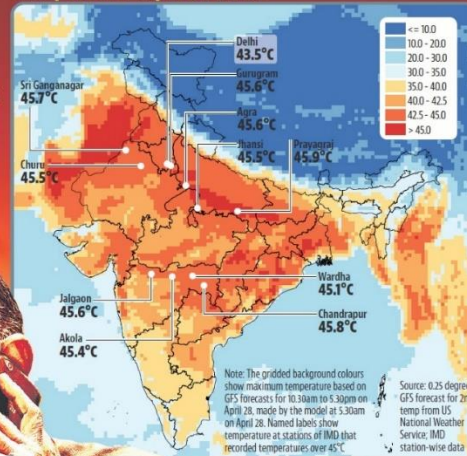 Delhi
43.5°C
Gurugram
45.6°C
Agra
45.6°C
Jhansi
45.5°C
Prayagraj
45.9°C
Sri Ganganagar
45.7°C
Churu
45.5°C
Jalgaon
45.6°C
Akola
45.4°C
Wardha
45.1°C
Chandrapur
45.8°C
<= 10.0
10.0 - 20.0
20.0 - 30.0
30.0 - 35.0
35.0 - 40.0
40.0 - 42.5
42.5 - 45.0
> 45.0
Note: The gridded background colours
show maximum temperature based on
GFS forecasts for 10.30am to 5.30pm on
April 28, made by the model at 5.30am
on April 28. Named labels show
temperature at stations of IMD that
recorded temperatures over 45°C
Source: 0.25 degree
GFS forecast for 2m
temp from US
National Weather
Service; IMD
station-wise data